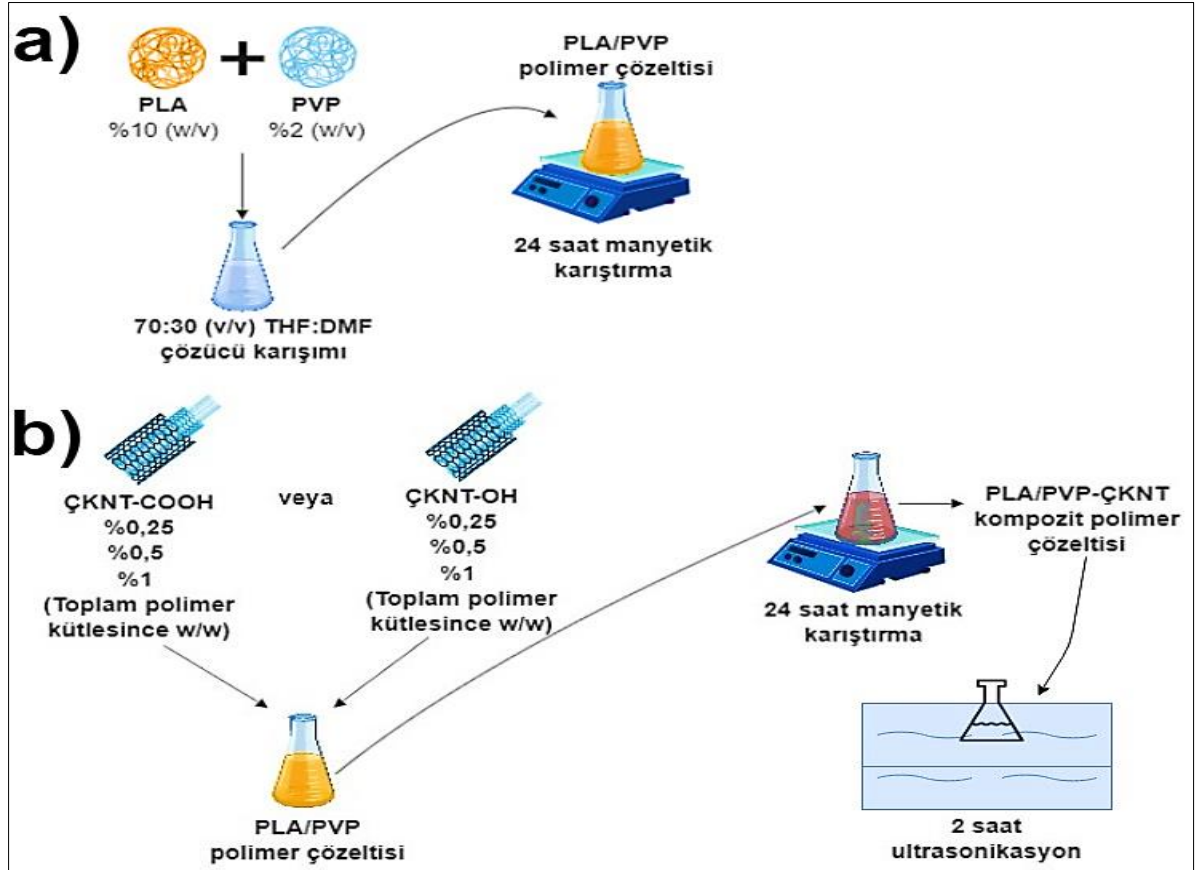 a)
PLA
%10 (w/v)
+
PVP
%2 (w/v)
70:30 (v/v) THF:DMF
çözücü karışımı
PLA/PVP
polimer çözeltisi
24 saat manyetik
karıştırma
b)
ÇKNT-COOH
%0,25
%0,5
%1
(Toplam polimer
kütlesince w/w)
veya
ÇKNT-OH
%0,25
%0,5
%1
(Toplam polimer
kütlesince w/w)
PLA/PVP
polimer çözeltisi
24 saat manyetik
karıştırma
PLA/PVP-ÇKNT
kompozit polimer
çözeltisi
2 saat
ultrasonikasyon